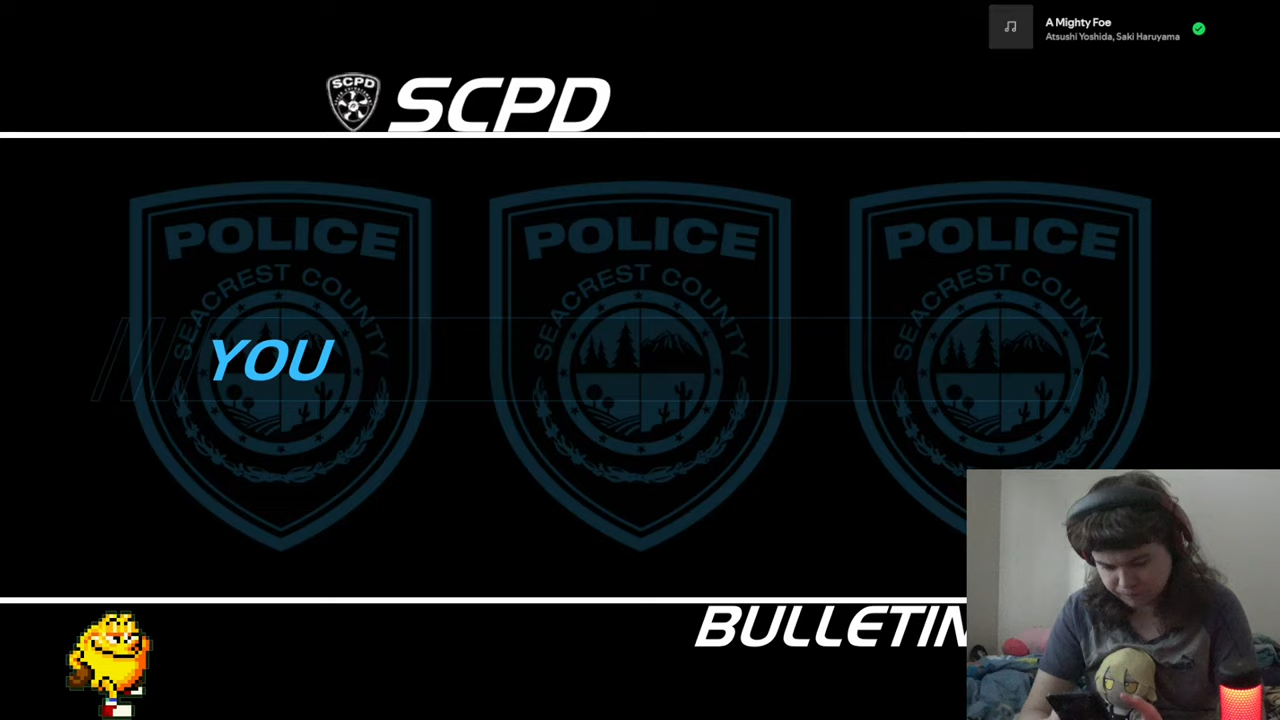 A Mighty Foe
Atsushi Yoshida, Saki Haruyama
SCPD
SCPD
POLICE
SEACREST COUNTY
POLICE
SEACREST COUNTY
POLICE
SEACREST COUNTY
YOU
BULLETIN